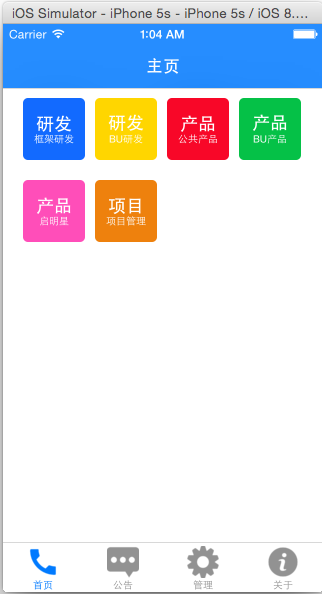 iOS Simulator - iPhone 5s - iPhone 5s / iOS 8....
Carrier 1:04 AM
主页
研发 研发 产品 产品
框架研发 BU研发 公共产品 BU产品
产品 项目
启明星 项目管理
首页 公告 管理 关于